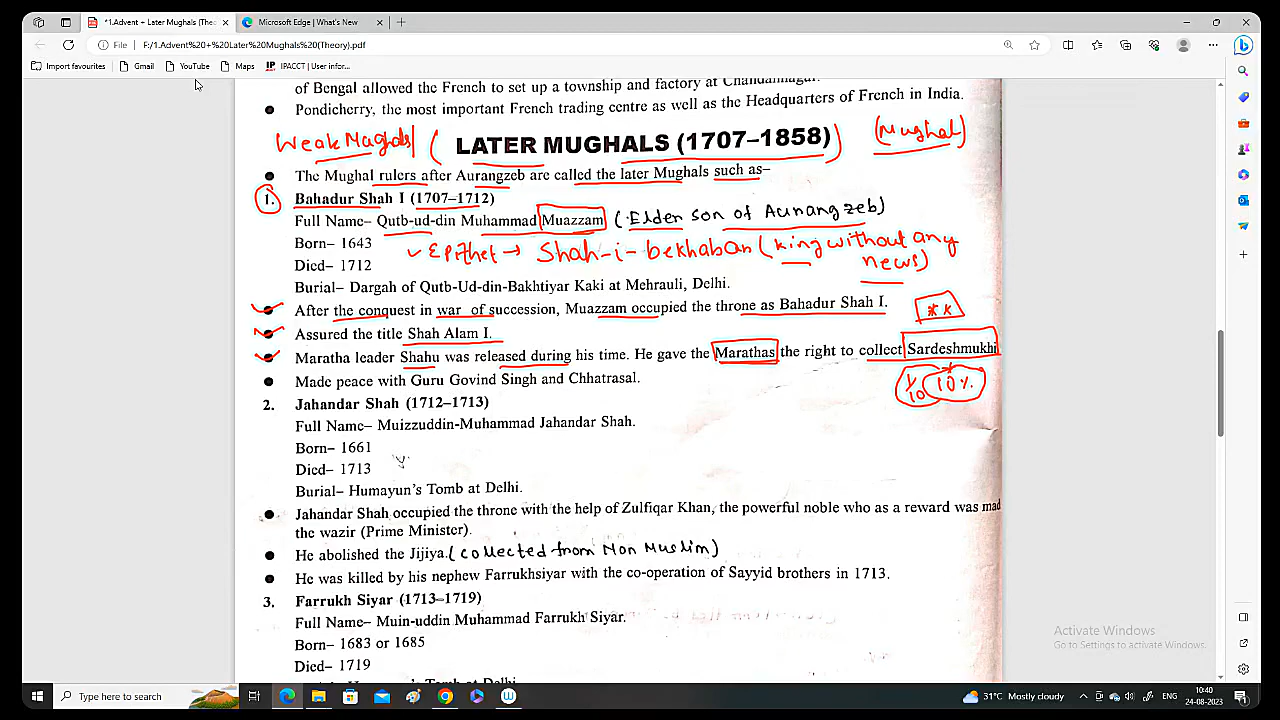 *1.Advent + Later Mughals (Theo
Microsoft Edge | What's New
File
F:/1.Advent%20+%20Later%20Mughals%20(Theory).pdf
Import favourites
Gmail
YouTube
Maps
IPACCT | User infor...
of Bengal allowed the French to set up a township and factory at Chandannagar.
Pondicherry, the most important French trading centre as well as the Headquarters of French in India.
Weak Maghals
( LATER MUGHALS (1707–1858) )
(Mughal)
The Mughal rulers after Aurangzeb are called the later Mughals such as–
1. Bahadur Shah I (1707–1712)
Full Name– Qutb-ud-din Muhammad Muazzam (Elden son of Aunangzeb)
Born– 1643
Epithet → Shah-i-bekhaban (king without any news)
Died– 1712
Burial– Dargah of Qutb-Ud-din-Bakhtiyar Kaki at Mehrauli, Delhi.
After the conquest in war of succession, Muazzam occupied the throne as Bahadur Shah I.
**
Assured the title Shah Alam I.
Maratha leader Shahu was released during his time. He gave the Marathas the right to collect Sardeshmukhi
1/10 10%
Made peace with Guru Govind Singh and Chhatrasal.
2. Jahandar Shah (1712–1713)
Full Name– Muizzuddin-Muhammad Jahandar Shah.
Born– 1661
Died– 1713
Burial– Humayun's Tomb at Delhi.
Jahandar Shah occupied the throne with the help of Zulfiqar Khan, the powerful noble who as a reward was mad
the wazir (Prime Minister).
He abolished the Jijiya. (collected from Non Muslim)
He was killed by his nephew Farrukhsiyar with the co-operation of Sayyid brothers in 1713.
3. Farrukh Siyar (1713–1719)
Full Name– Muin-uddin Muhammad Farrukh Siyar.
Born– 1683 or 1685
Died– 1719
Activate Windows
Go to Settings to activate Windows.
Type here to search
31°C Mostly cloudy
ENG
10:40
24-08-2023